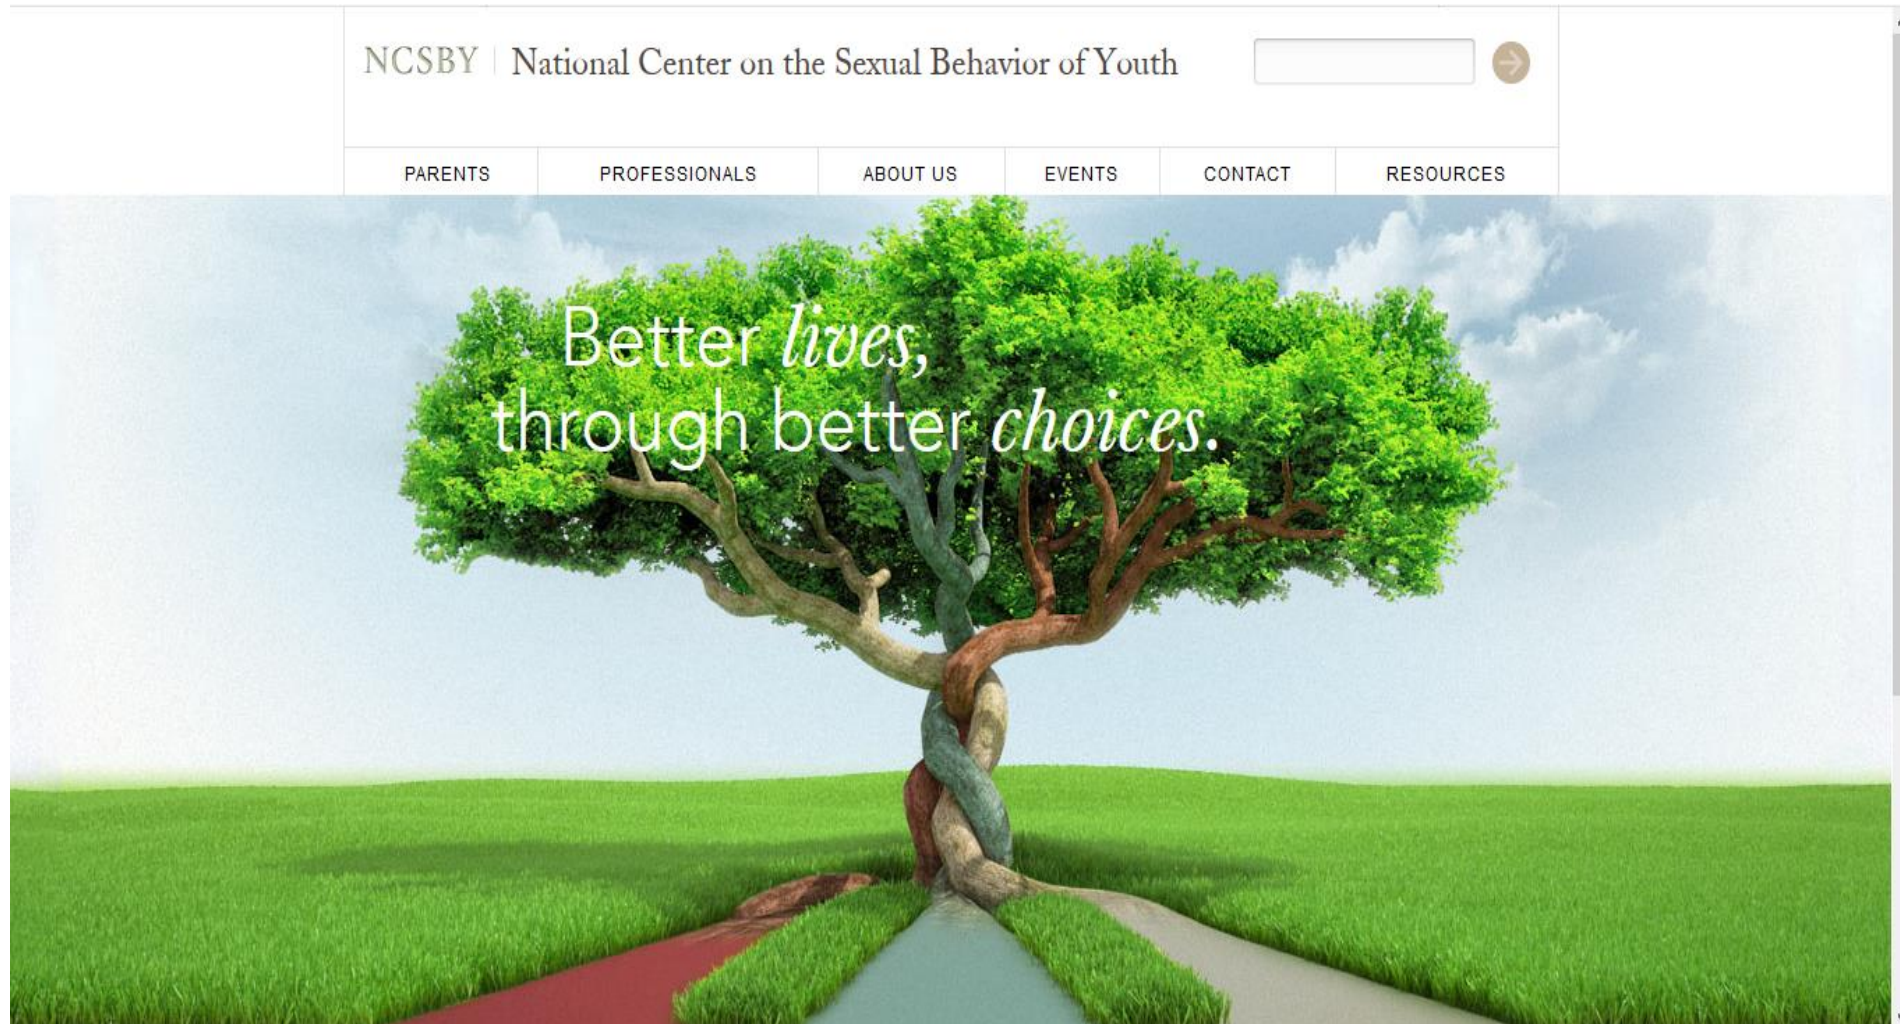 NCSBY | National Center on the Sexual Behavior of Youth
PARENTS PROFESSIONALS ABOUT US EVENTS CONTACT RESOURCES
Better lives,
through better choices.